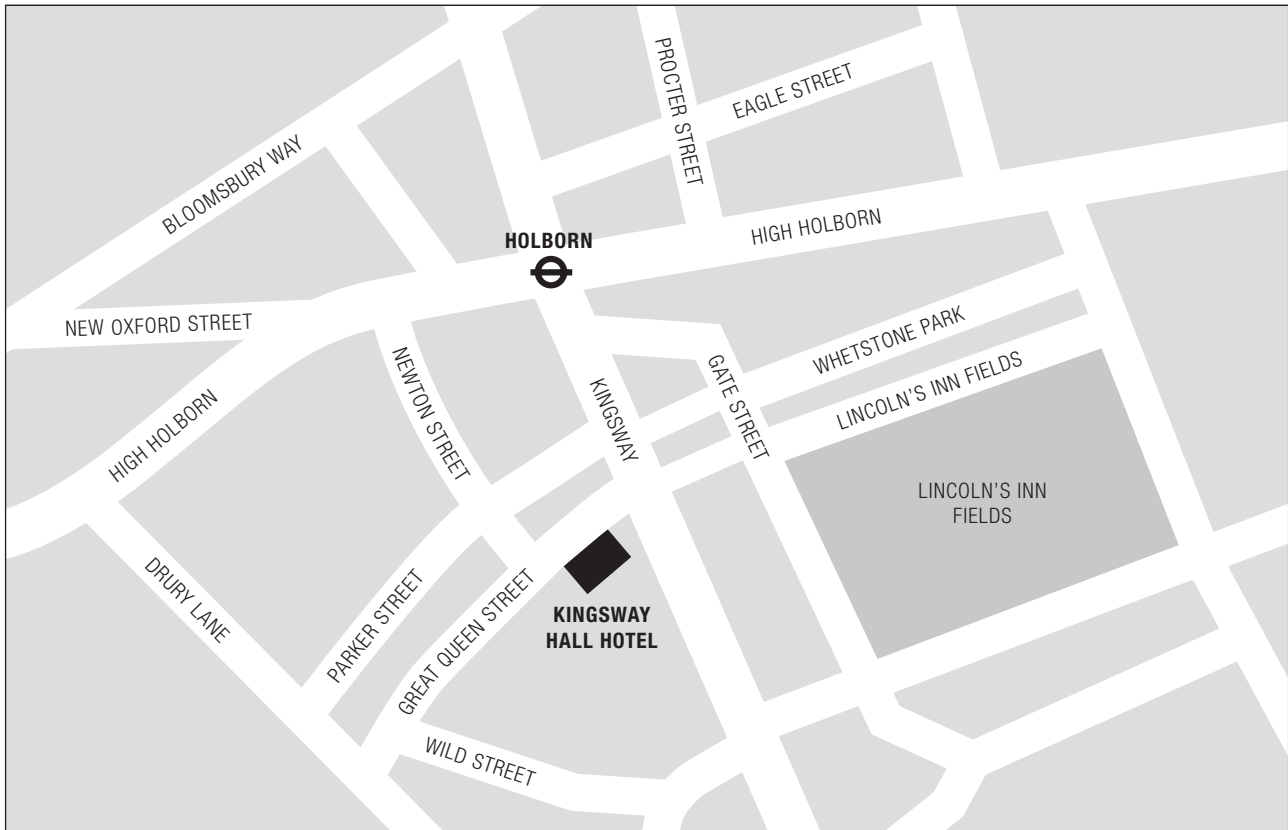 PROCTER STREET
EAGLE STREET
BLOOMSBURY WAY
HOLBORN
HIGH HOLBORN
NEW OXFORD STREET
WHETSTONE PARK
GATE STREET
LINCOLN'S INN FIELDS
NEWTON STREET
KINGSWAY
HIGH HOLBORN
LINCOLN'S INN
FIELDS
DRURY LANE
PARKER STREET
GREAT QUEEN STREET
KINGSWAY
HALL HOTEL
WILD STREET